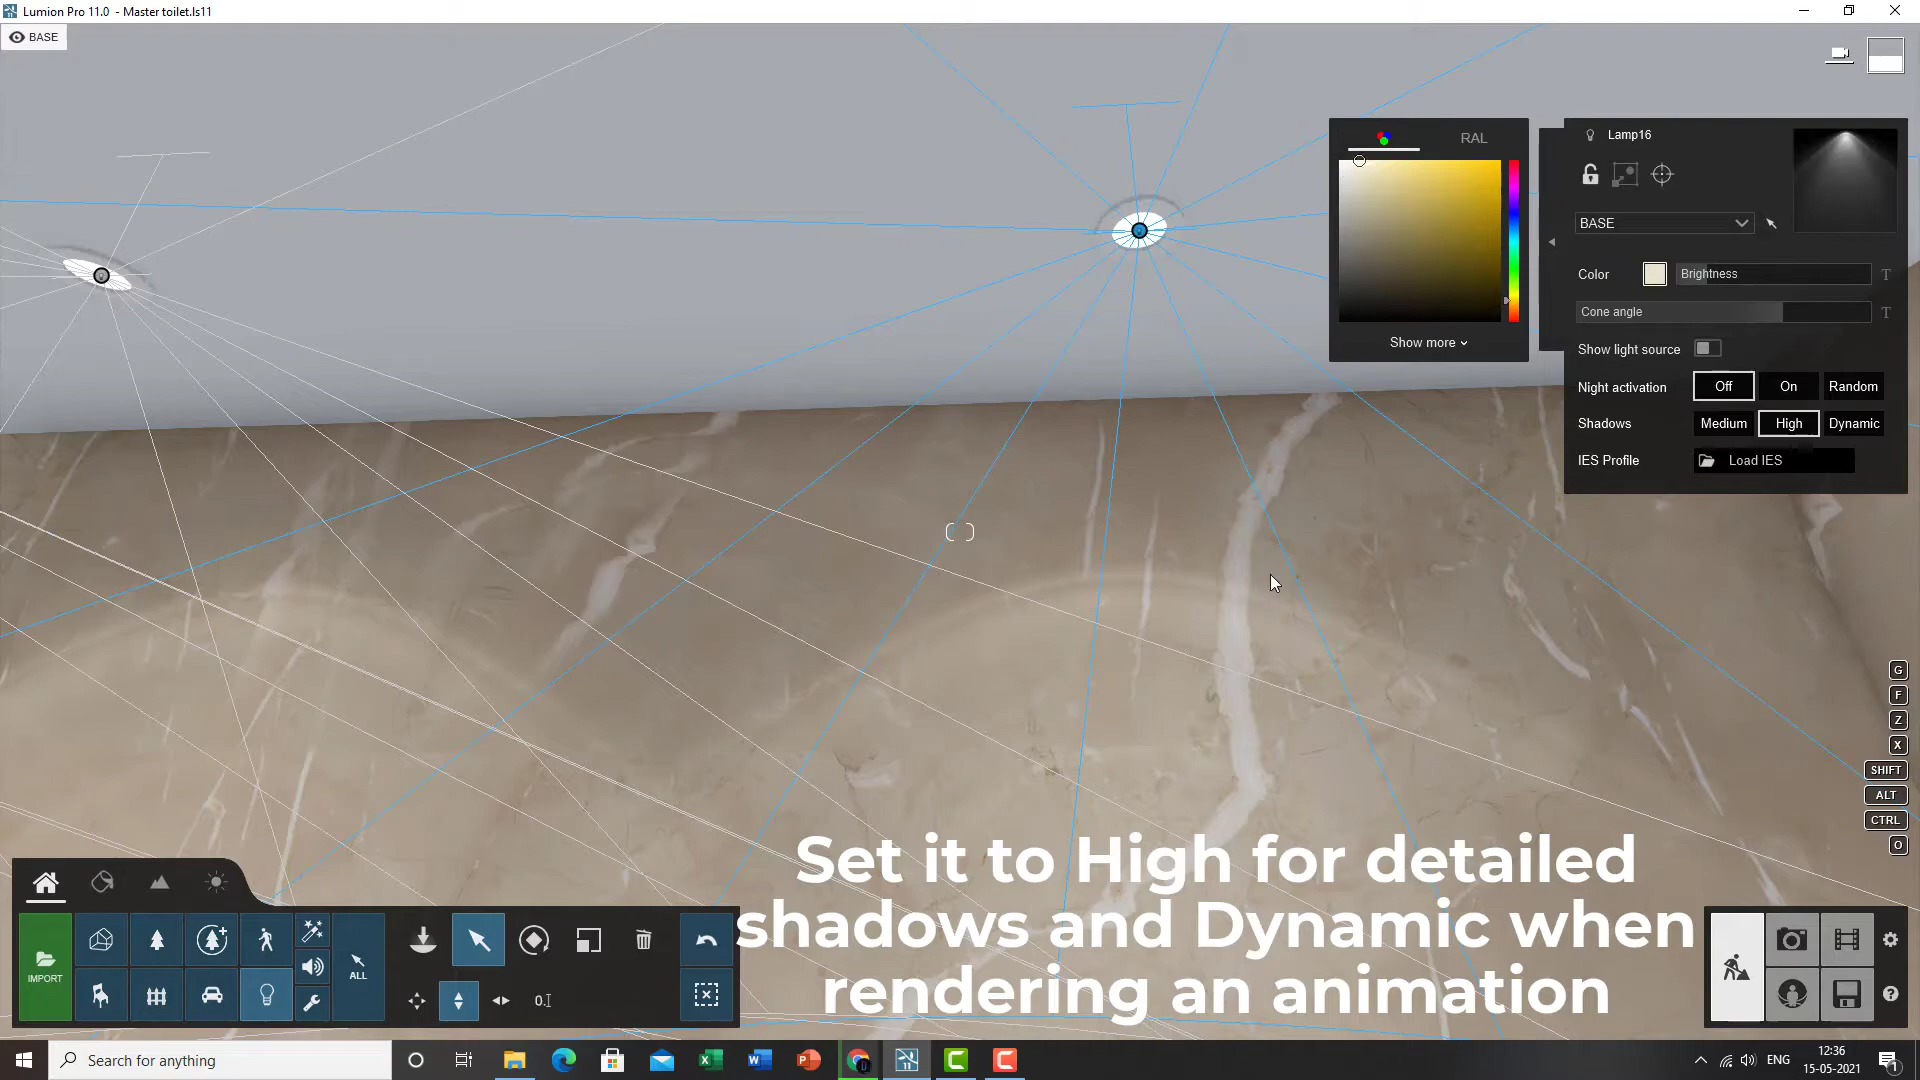 Lumion Pro 11.0 - Master toilet.ls11
BASE
RAL
Show more
Lamp16
BASE
Color
Brightness
T
Cone angle
T
Show light source
Night activation
Off
On
Random
Shadows
Medium
High
Dynamic
IES Profile
Load IES
G
F
Z
X
SHIFT
ALT
CTRL
O
Set it to High for detailed
shadows and Dynamic when
rendering an animation
IMPORT
ALL
0.
Search for anything
ENG
12:36
15-05-2021